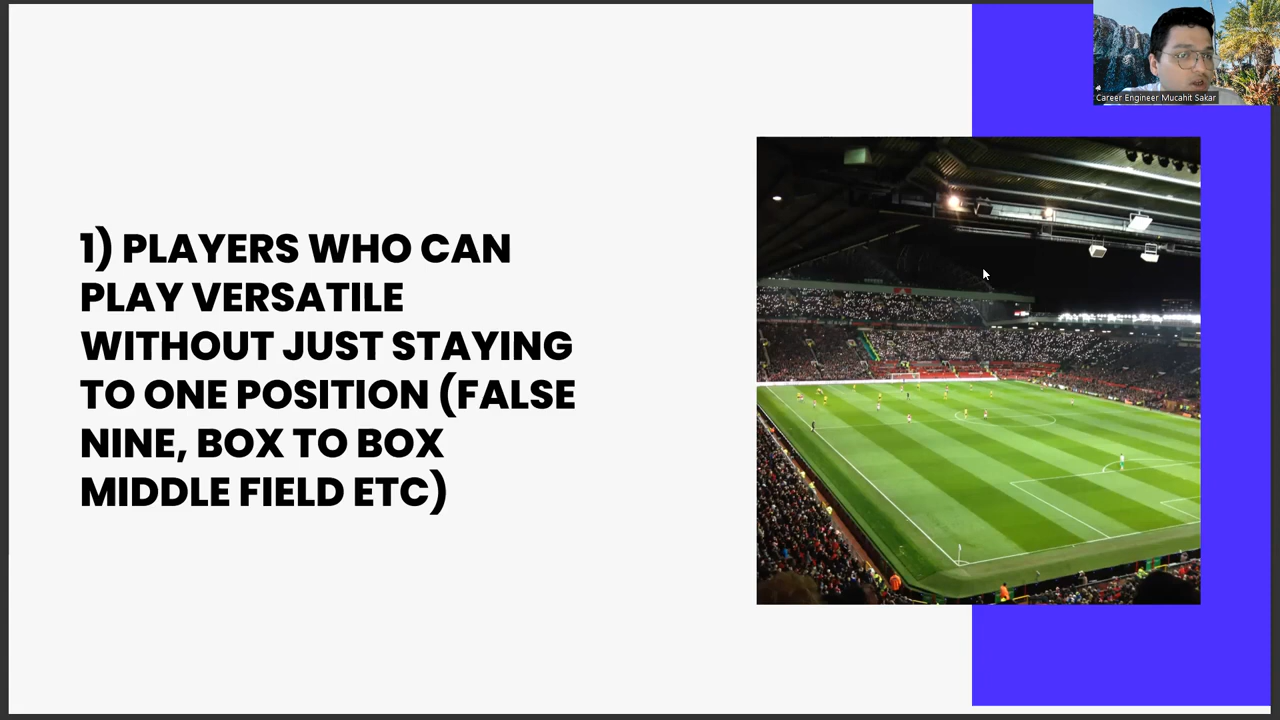 Career Engineer Mucahit Sakar
1) PLAYERS WHO CAN
PLAY VERSATILE
WITHOUT JUST STAYING
TO ONE POSITION (FALSE
NINE, BOX TO BOX
MIDDLE FIELD ETC)